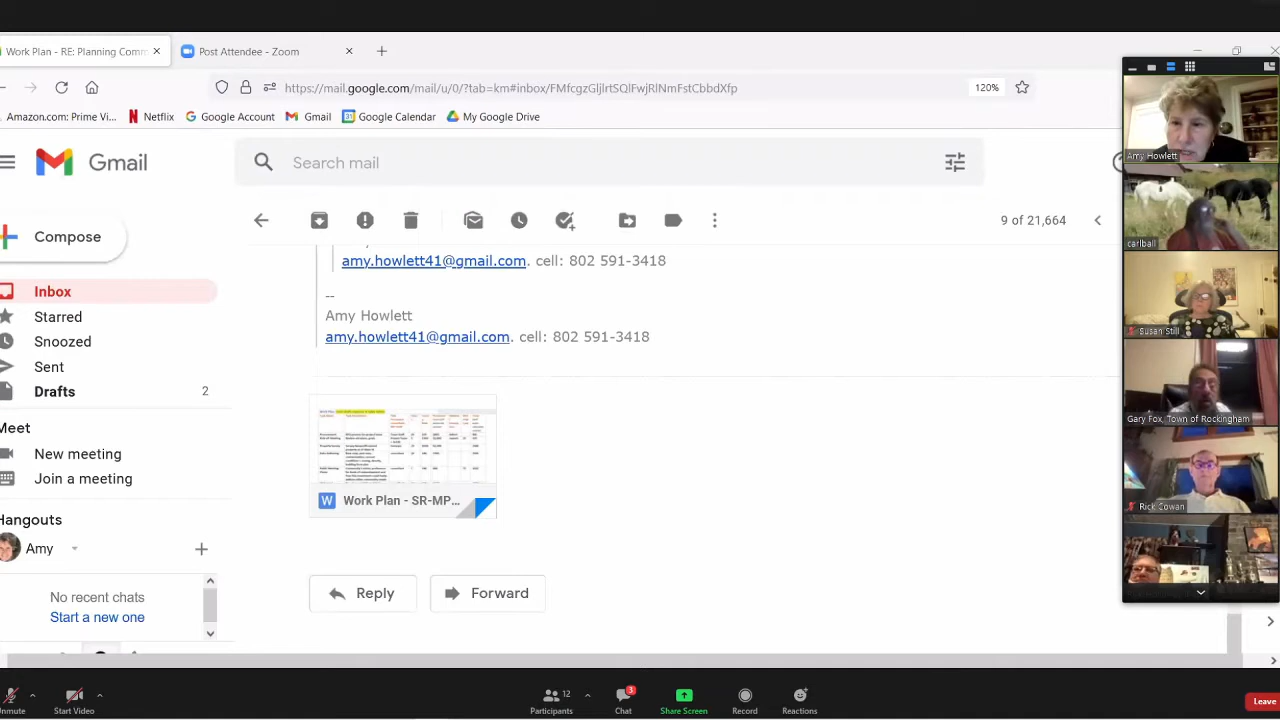 Work Plan - RE: Planning Comm
Post Attendee - Zoom
https://mail.google.com/mail/u/0/?tab=km#inbox/FMfcgzGljlrtSQlFwjRlNmFstCbbdXfp
120%
Amazon.com: Prime Vi...
Netflix
Google Account
Gmail
Google Calendar
My Google Drive
Gmail
Search mail
9 of 21,664
Compose
Inbox
Starred
Snoozed
Sent
Drafts
2
Meet
New meeting
Join a meeting
Hangouts
Amy
No recent chats
Start a new one
amy.howlett41@gmail.com. cell: 802 591-3418
--
Amy Howlett
amy.howlett41@gmail.com. cell: 802 591-3418
W
Work Plan - SR-MP...
Reply
Forward
Amy Howlett
carlball
Susan Still
Gary Fox, Town of Rockingham
Rick Cowan
Unmute
Start Video
Participants
12
Chat
3
Share Screen
Record
Reactions
Leave